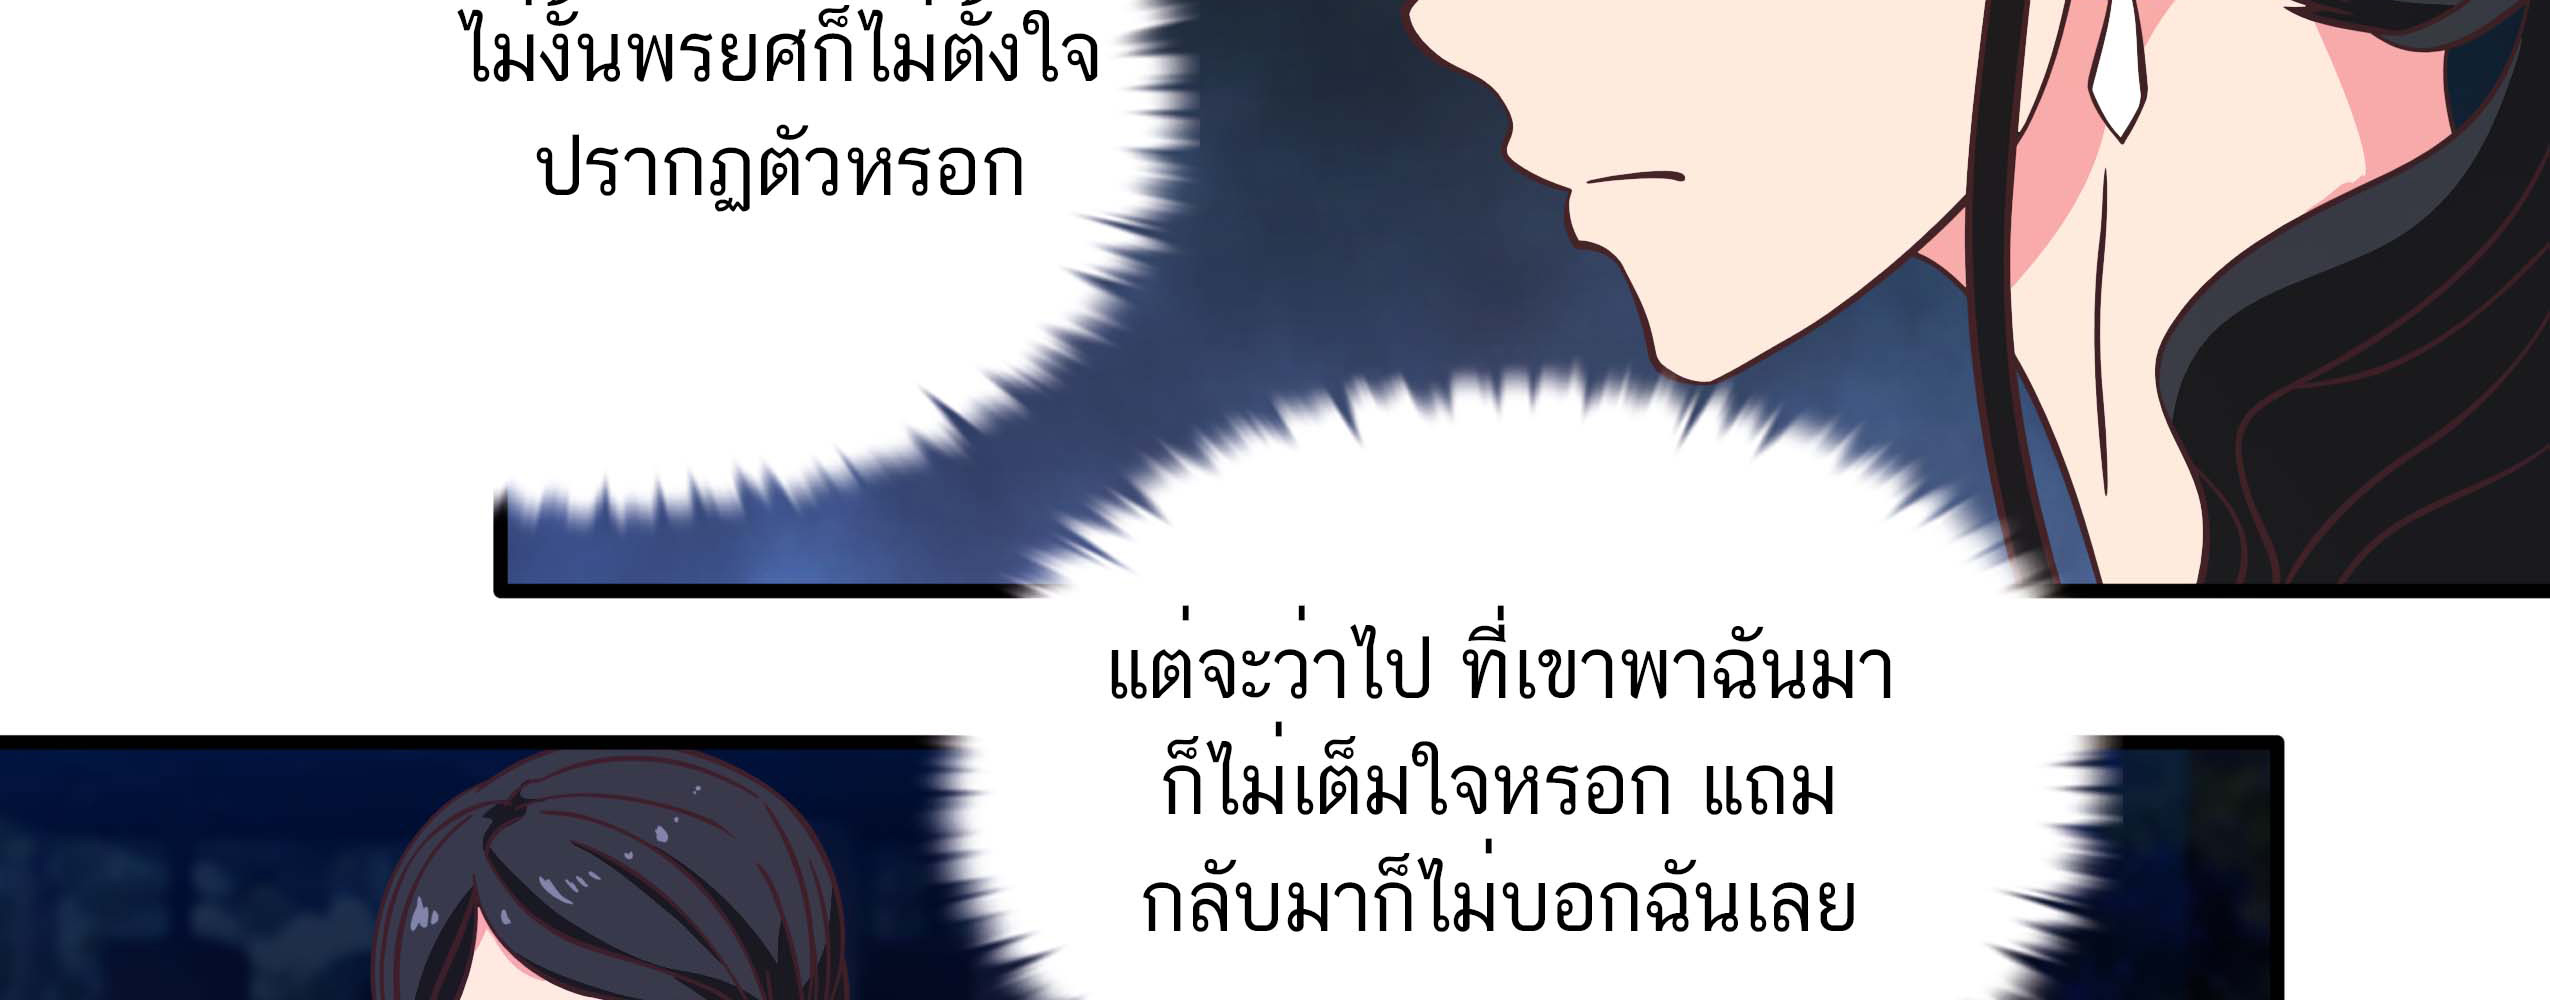 ไม่งั้นพรยศก็ไม่ตั้งใจ
ปรากฏตัวหรอก
แต่จะว่าไป ที่เขาพาฉันมา
ก็ไม่เต็มใจหรอก แถม
กลับมาก็ไม่บอกฉันเลย